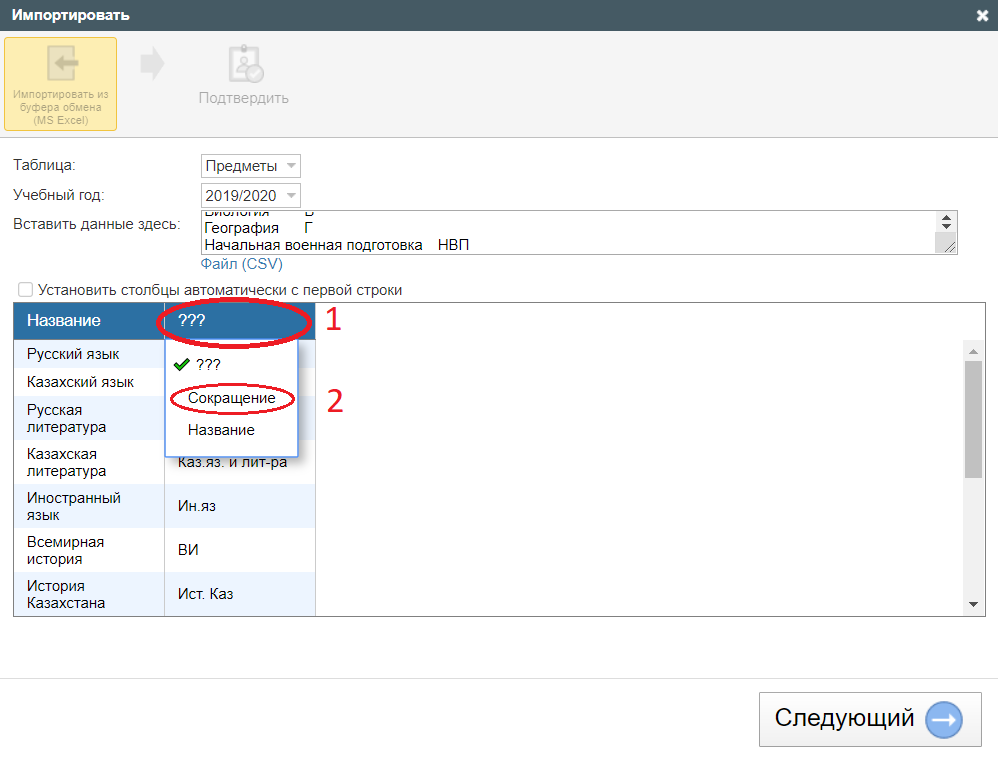 Импортировать
Импортировать из
буфера обмена
(MS Excel)
Подтвердить
Таблица:
Предметы
Учебный год:
2019/2020
Вставить данные здесь:
Биология В
География Г
Начальная военная подготовка НВП
Файл (CSV)
Установить столбцы автоматически с первой строки
Название
???
1
???
Сокращение
2
Название
Русский язык
Казахский язык
Русская
литература
Казахская
литература
Каз.яз. и лит-ра
Иностранный
язык
Ин.яз
Всемирная
история
ВИ
История
Казахстана
Ист. Каз
Следующий